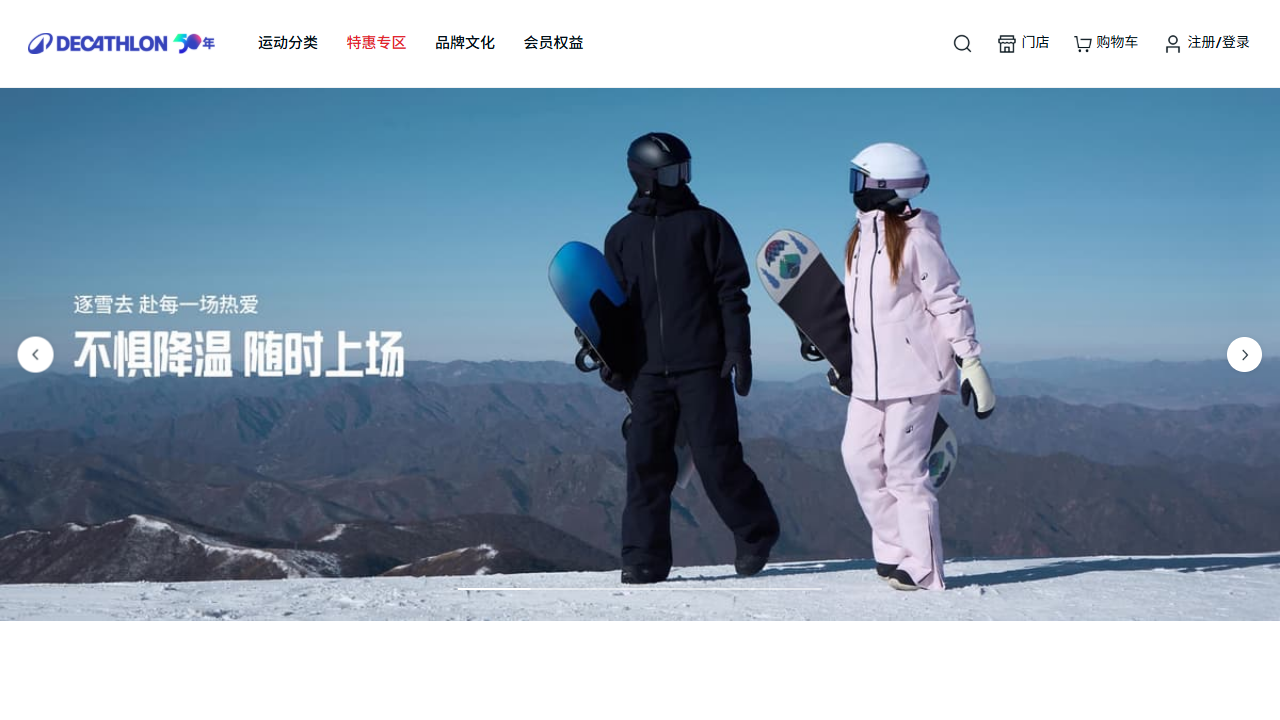 DECATHLON 50年
运动分类
特惠专区
品牌文化
会员权益
门店
购物车
注册/登录
逐雪去 赴每一场热爱
不惧降温 随时上场